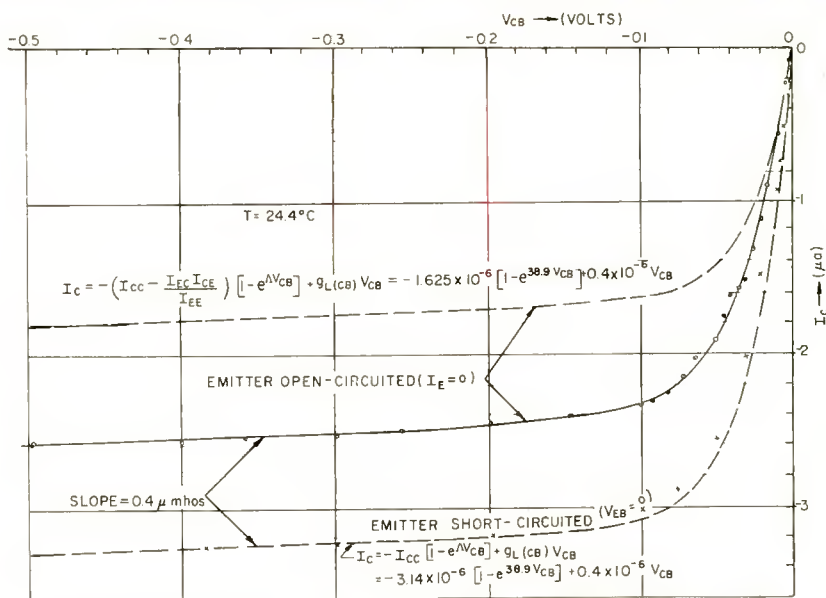 V_CB → (VOLTS)
-0.5 -0.4 -0.3 -0.2 -0.1 0
0
T = 24.4°C
-1
I_C = -(I_CC - I_EC I_CE / I_EE) [1-e^ΛV_CB] + g_L(CB) V_CB = -1.625 x 10^-6 [1-e^38.9 V_CB] + 0.4 x 10^-6 V_CB
I_C → (μa)
-2
EMITTER OPEN-CIRCUITED (I_E = 0)
SLOPE = 0.4 μ mhos
-3
EMITTER SHORT-CIRCUITED (V_EB = 0)
I_C = -I_CC [1-e^ΛV_CB] + g_L(CB) V_CB
= -3.14 x 10^-6 [1-e^38.9 V_CB] + 0.4 x 10^-6 V_CB